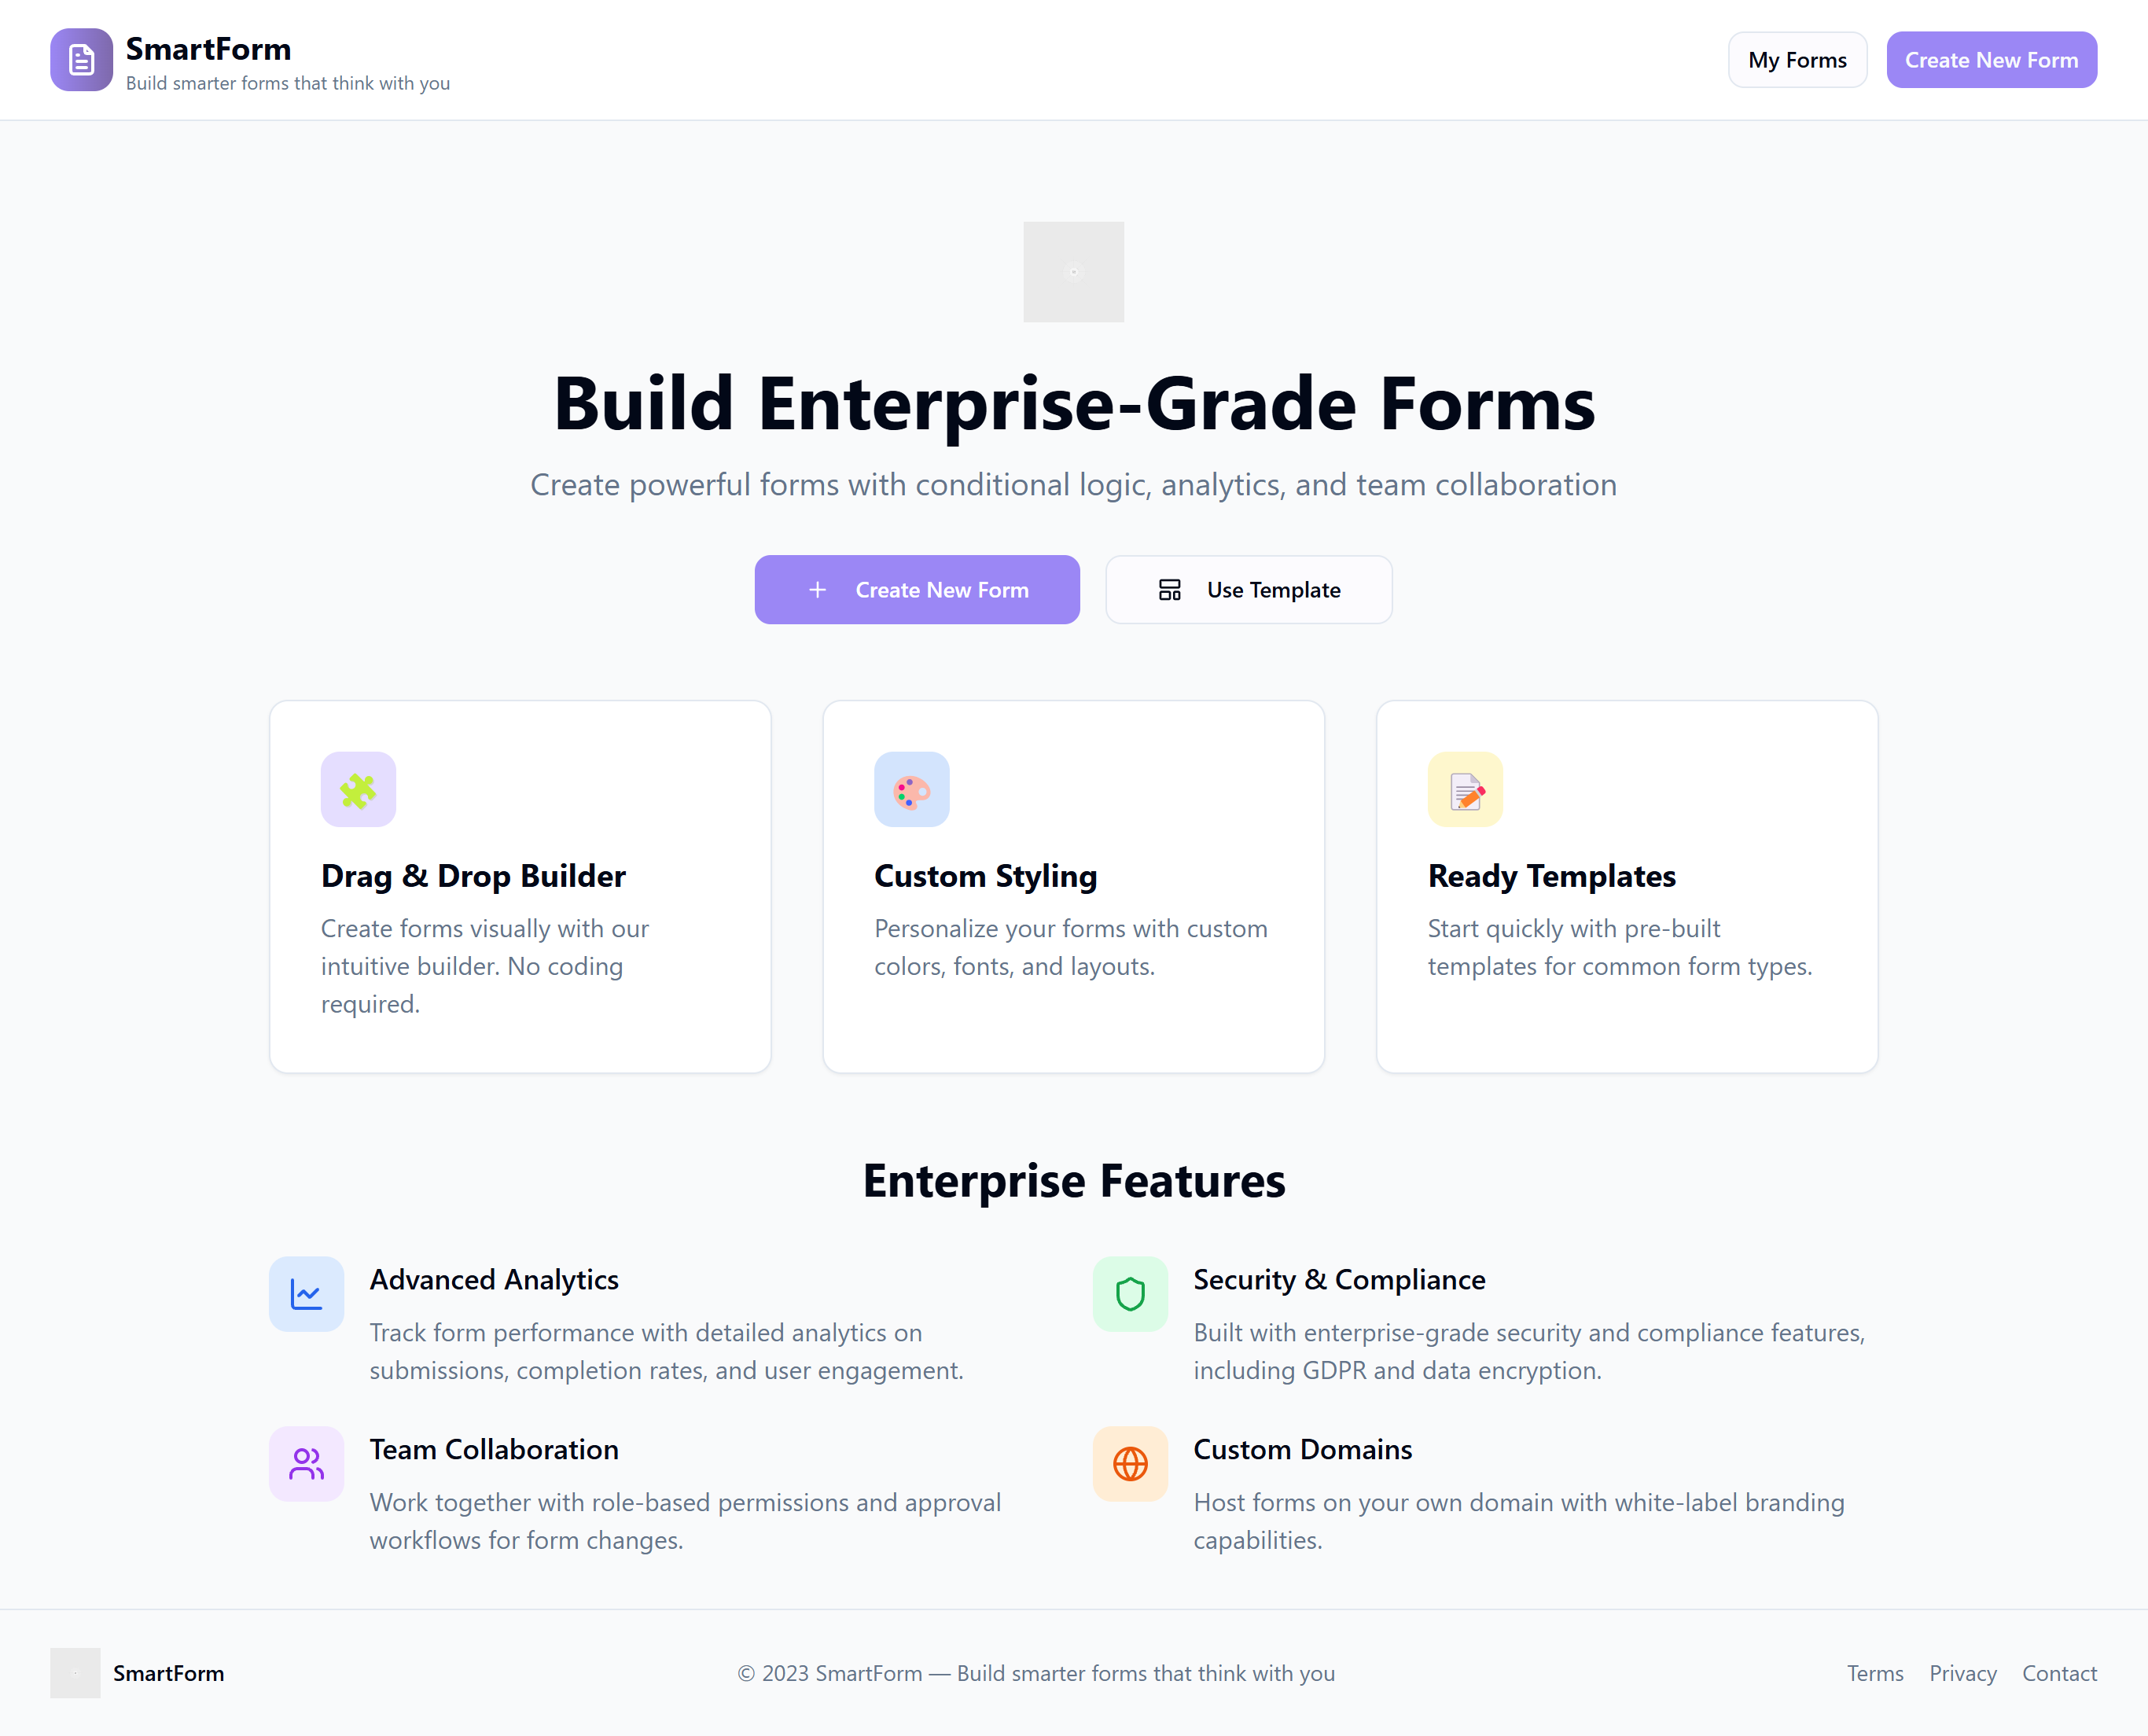 SmartForm
Build smarter forms that think with you
My Forms
Create New Form
Build Enterprise-Grade Forms
Create powerful forms with conditional logic, analytics, and team collaboration
Create New Form
Use Template
Drag & Drop Builder
Create forms visually with our
intuitive builder. No coding
required.
Custom Styling
Personalize your forms with custom
colors, fonts, and layouts.
Ready Templates
Start quickly with pre-built
templates for common form types.
Enterprise Features
Advanced Analytics
Track form performance with detailed analytics on
submissions, completion rates, and user engagement.
Security & Compliance
Built with enterprise-grade security and compliance features,
including GDPR and data encryption.
Team Collaboration
Work together with role-based permissions and approval
workflows for form changes.
Custom Domains
Host forms on your own domain with white-label branding
capabilities.
SmartForm
© 2023 SmartForm — Build smarter forms that think with you
Terms
Privacy
Contact